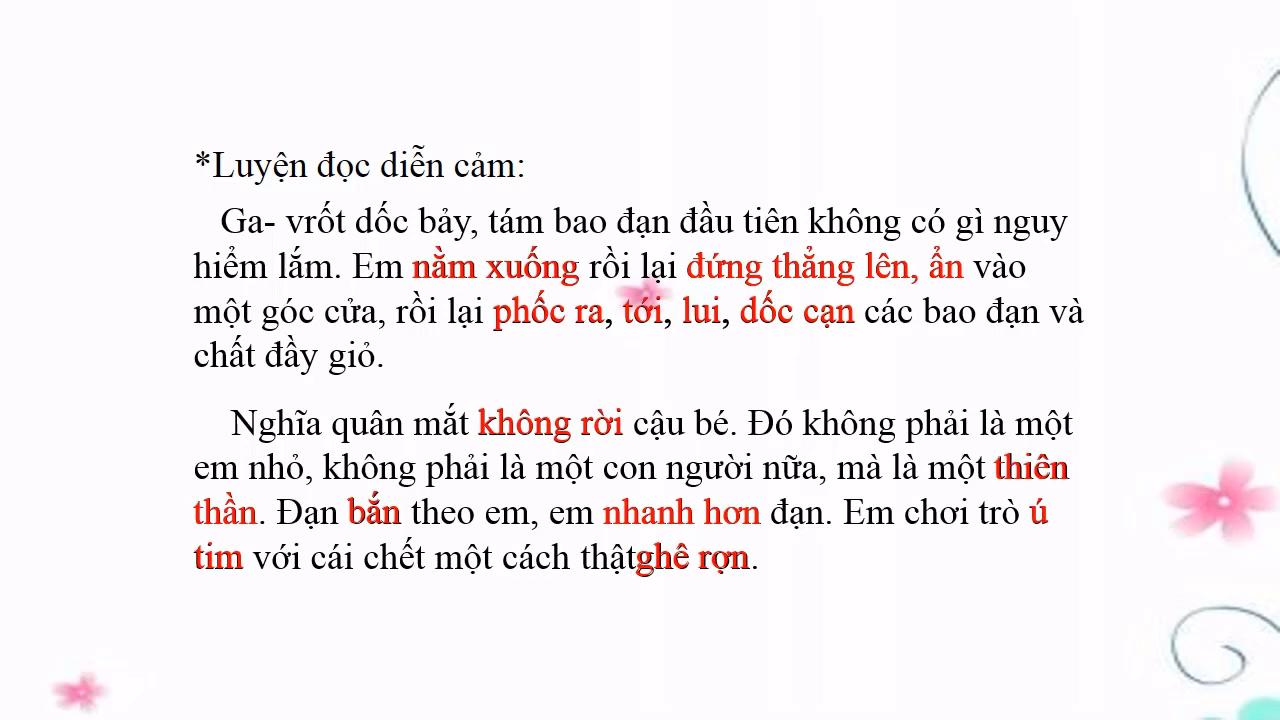 *Luyện đọc diễn cảm:
Ga- vrốt dốc bảy, tám bao đạn đầu tiên không có gì nguy
hiểm lắm. Em nằm xuống rồi lại đứng thẳng lên, ẩn vào
một góc cửa, rồi lại phốc ra, tới, lui, dốc cạn các bao đạn và
chất đầy giỏ.
Nghĩa quân mắt không rời cậu bé. Đó không phải là một
em nhỏ, không phải là một con người nữa, mà là một thiên
thần. Đạn bắn theo em, em nhanh hơn đạn. Em chơi trò ú
tim với cái chết một cách thậtghê rợn.